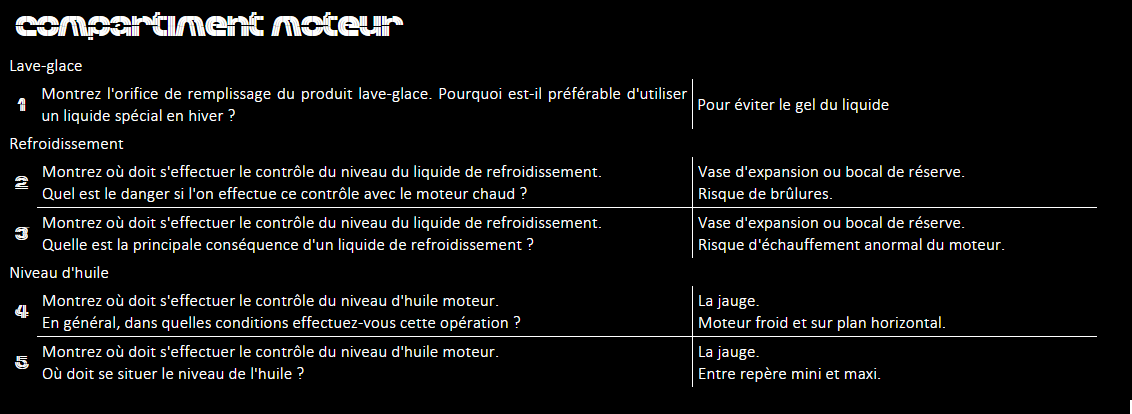 compartiment moteur
Lave-glace
1 Montrez l'orifice de remplissage du produit lave-glace. Pourquoi est-il préférable d'utiliser
un liquide spécial en hiver ?
Pour éviter le gel du liquide
Refroidissement
2 Montrez où doit s'effectuer le contrôle du niveau du liquide de refroidissement.
Quel est le danger si l'on effectue ce contrôle avec le moteur chaud ?
Vase d'expansion ou bocal de réserve.
Risque de brûlures.
3 Montrez où doit s'effectuer le contrôle du niveau du liquide de refroidissement.
Quelle est la principale conséquence d'un liquide de refroidissement ?
Vase d'expansion ou bocal de réserve.
Risque d'échauffement anormal du moteur.
Niveau d'huile
4 Montrez où doit s'effectuer le contrôle du niveau d'huile moteur.
En général, dans quelles conditions effectuez-vous cette opération ?
La jauge.
Moteur froid et sur plan horizontal.
5 Montrez où doit s'effectuer le contrôle du niveau d'huile moteur.
Où doit se situer le niveau de l'huile ?
La jauge.
Entre repère mini et maxi.